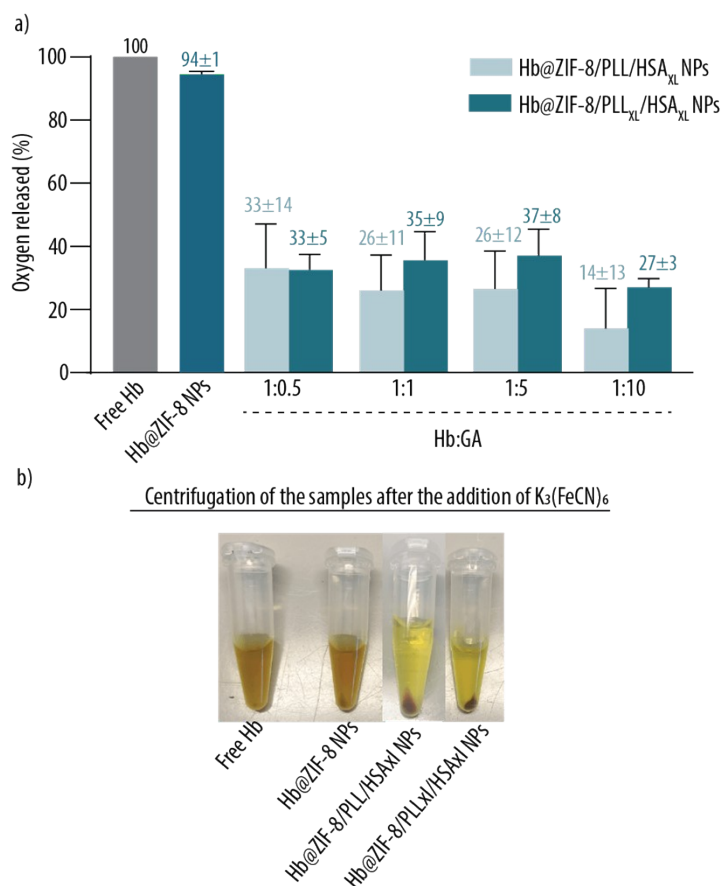 a)
100
94±1
Hb@ZIF-8/PLL/HSAXL NPs
Hb@ZIF-8/PLLXL/HSAXL NPs
Oxygen released (%)
100
80
60
40
20
0
33±14
33±5
26±11
35±9
26±12
37±8
14±13
27±3
Free Hb
Hb@ZIF-8 NPs
1:0.5
1:1
1:5
1:10
Hb:GA
b)
Centrifugation of the samples after the addition of K₃(FeCN)₆
Free Hb
Hb@ZIF-8 NPs
Hb@ZIF-8/PLL/HSAxl NPs
Hb@ZIF-8/PLLxl/HSAxl NPs